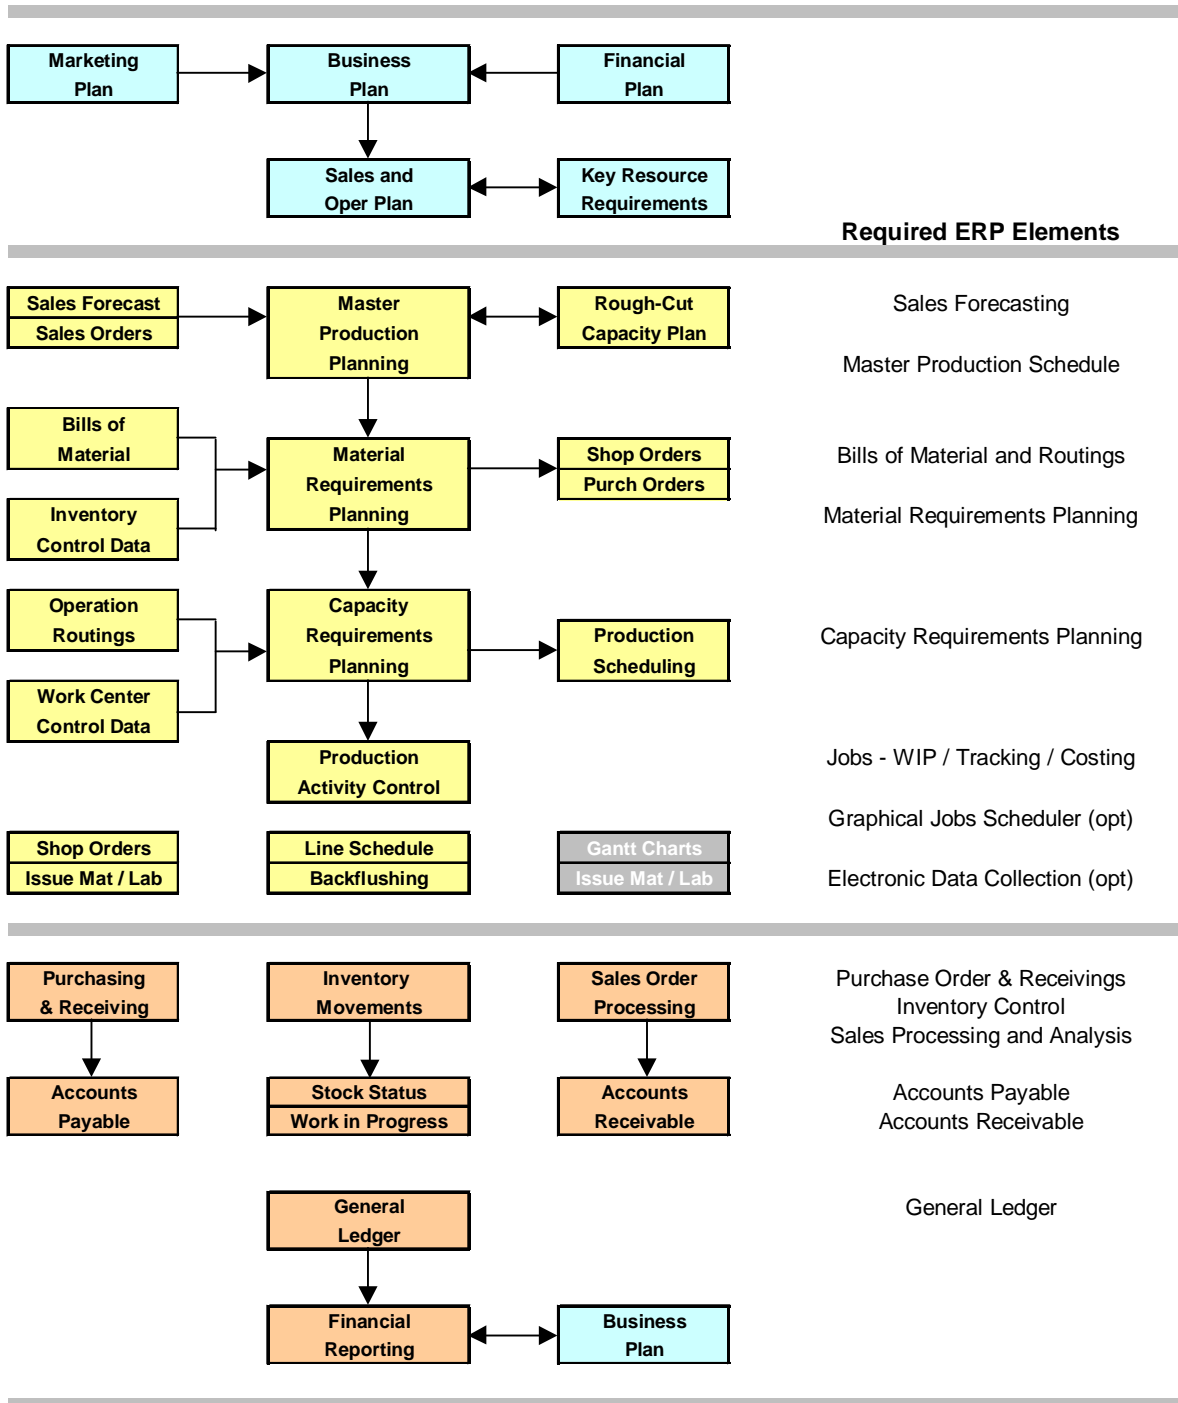 Marketing
Plan
Business
Plan
Financial
Plan
Sales and
Oper Plan
Key Resource
Requirements
Required ERP Elements
Sales Forecast
Sales Orders
Master
Production
Planning
Rough-Cut
Capacity Plan
Sales Forecasting
Master Production Schedule
Bills of
Material
Inventory
Control Data
Material
Requirements
Planning
Shop Orders
Purch Orders
Bills of Material and Routings
Material Requirements Planning
Operation
Routings
Work Center
Control Data
Capacity
Requirements
Planning
Production
Scheduling
Capacity Requirements Planning
Production
Activity Control
Jobs - WIP / Tracking / Costing
Graphical Jobs Scheduler (opt)
Shop Orders
Issue Mat / Lab
Line Schedule
Backflushing
Gantt Charts
Issue Mat / Lab
Electronic Data Collection (opt)
Purchasing
& Receiving
Inventory
Movements
Sales Order
Processing
Purchase Order & Receivings
Inventory Control
Sales Processing and Analysis
Accounts
Payable
Stock Status
Work in Progress
Accounts
Receivable
Accounts Payable
Accounts Receivable
General
Ledger
General Ledger
Financial
Reporting
Business
Plan